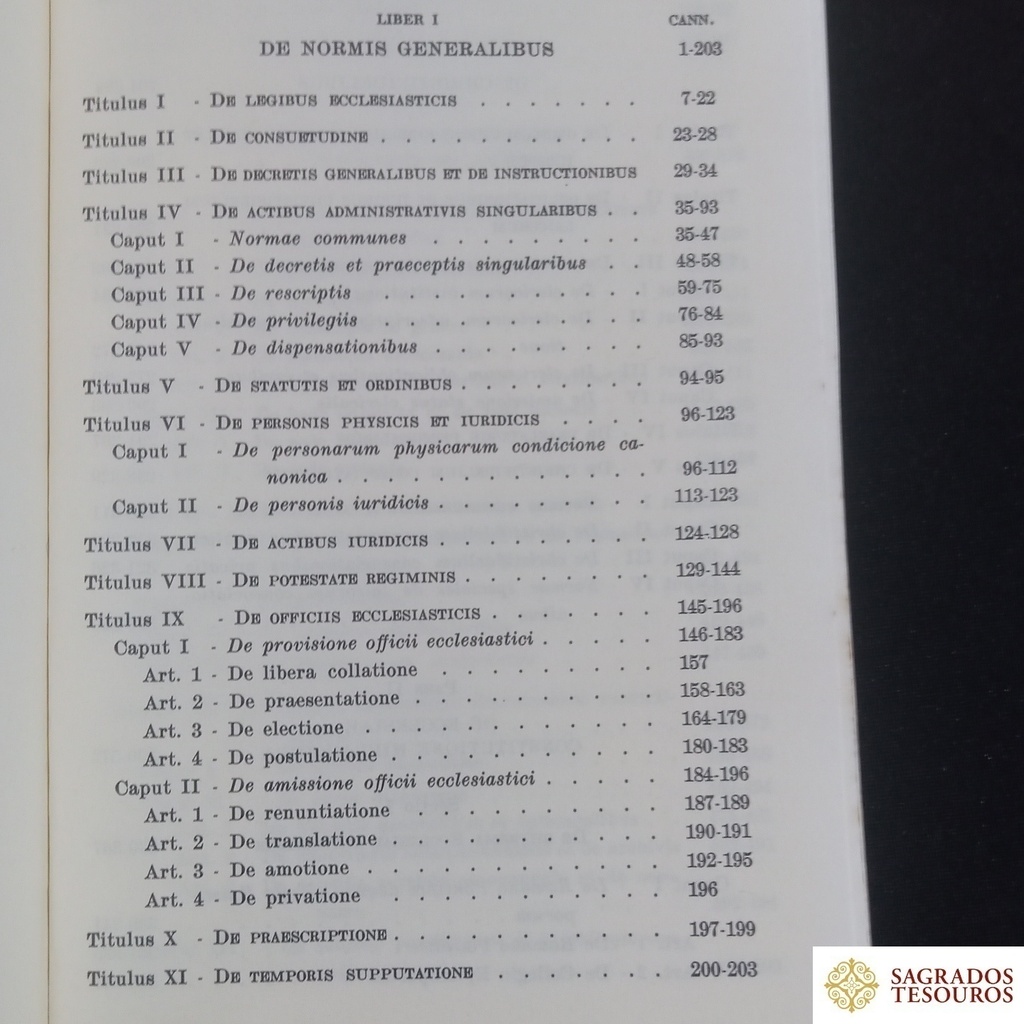 LIBER I CANN.
DE NORMIS GENERALIBUS 1-203
Titulus I - DE LEGIBUS ECCLESIASTICIS . . . . . . . 7-22
Titulus II - DE CONSUETUDINE . . . . . . . . . . 23-28
Titulus III - DE DECRETIS GENERALIBUS ET DE INSTRUCTIONIBUS 29-34
Titulus IV - DE ACTIBUS ADMINISTRATIVIS SINGULARIBUS . . 35-93
Caput I - Normae communes . . . . . . . . . 35-47
Caput II - De decretis et praeceptis singularibus . . 48-58
Caput III - De rescriptis . . . . . . . . . . 59-75
Caput IV - De privilegiis . . . . . . . . . . 76-84
Caput V - De dispensationibus . . . . . . . . 85-93
Titulus V - DE STATUTIS ET ORDINIBUS . . . . . . . 94-95
Titulus VI - DE PERSONIS PHYSICIS ET IURIDICIS . . . . 96-123
Caput I - De personarum physicarum condicione ca-
nonica . . . . . . . . . . . . . 96-112
Caput II - De personis iuridicis . . . . . . . . 113-123
Titulus VII - DE ACTIBUS IURIDICIS . . . . . . . . 124-128
Titulus VIII - DE POTESTATE REGIMINIS . . . . . . . 129-144
Titulus IX - DE OFFICIIS ECCLESIASTICIS . . . . . . . 145-196
Caput I - De provisione officii ecclesiastici . . . . . 146-183
Art. 1 - De libera collatione . . . . . . . . . 157
Art. 2 - De praesentatione . . . . . . . . . . 158-163
Art. 3 - De electione . . . . . . . . . . . 164-179
Art. 4 - De postulatione . . . . . . . . . . 180-183
Caput II - De amissione officii ecclesiastici . . . . . 184-196
Art. 1 - De renuntiatione . . . . . . . . . . 187-189
Art. 2 - De translatione . . . . . . . . . . 190-191
Art. 3 - De amotione . . . . . . . . . . . 192-195
Art. 4 - De privatione . . . . . . . . . . 196
Titulus X - DE PRAESCRIPTIONE . . . . . . . . . . 197-199
Titulus XI - DE TEMPORIS SUPPUTATIONE . . . . . . 200-203
SAGRADOS
TESOUROS